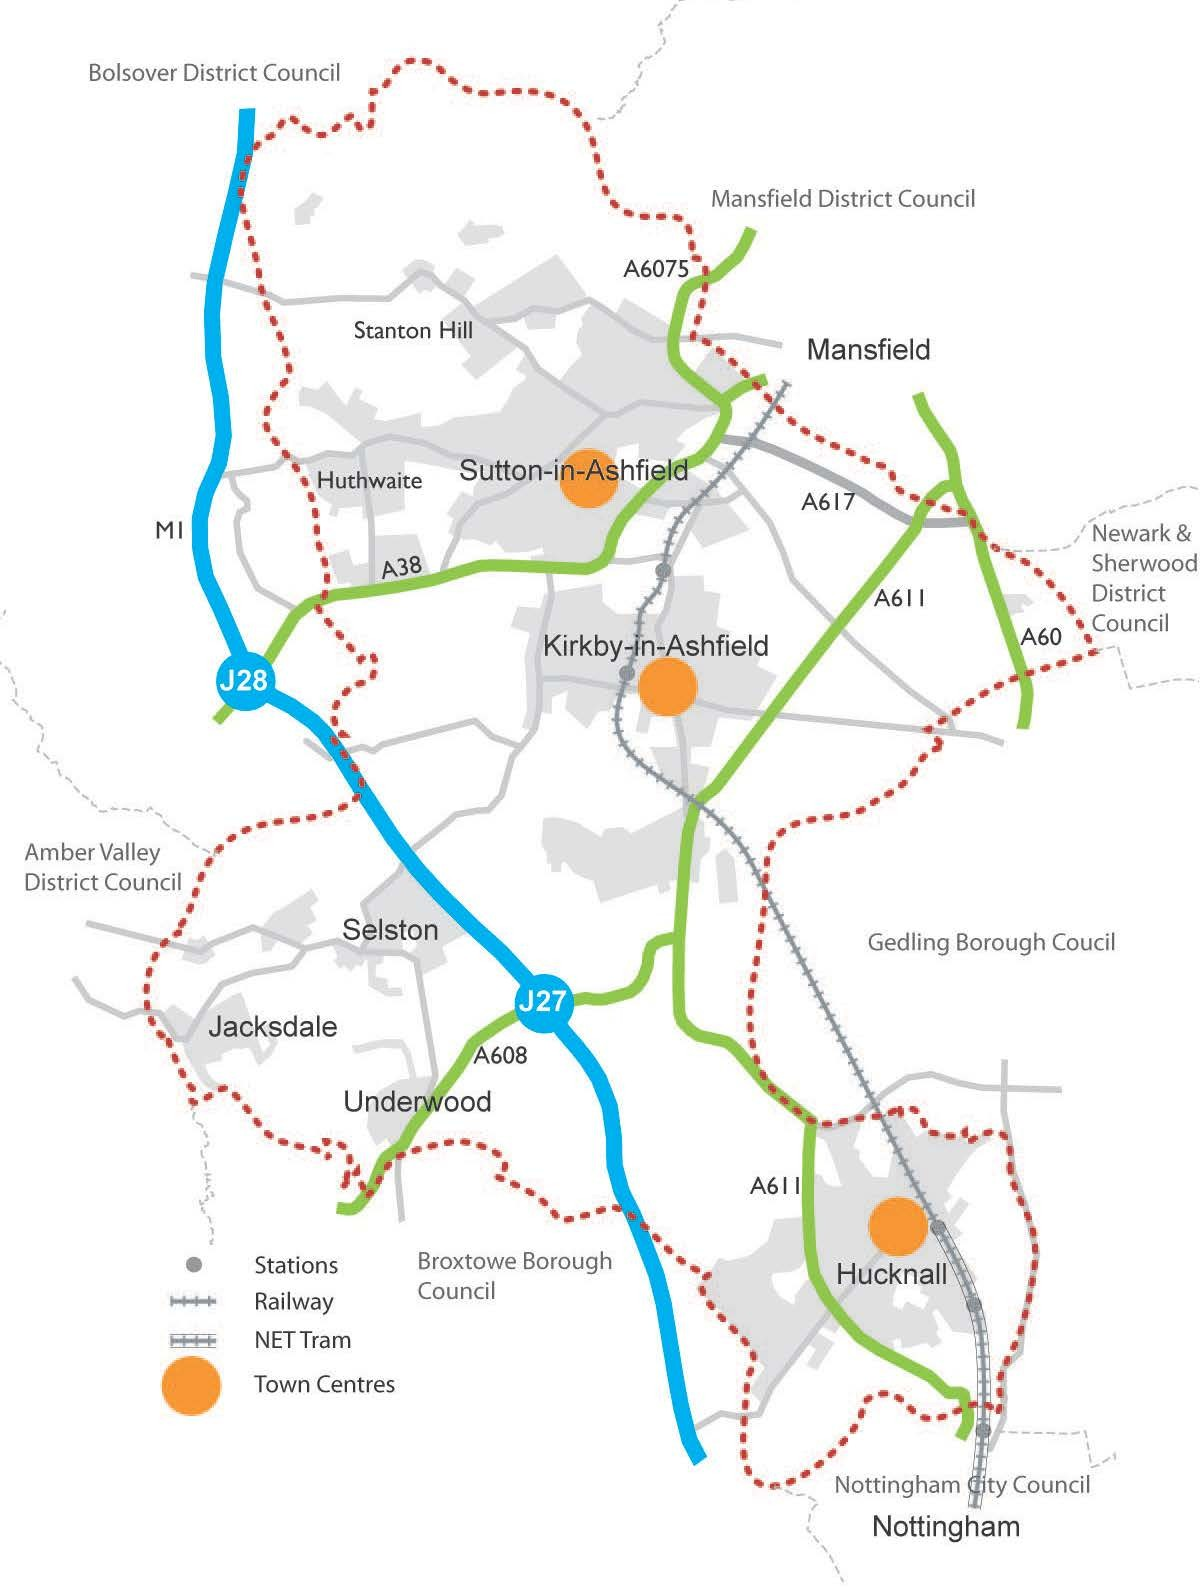 Bolsover District Council
Mansfield District Council
A6075
Stanton Hill
Mansfield
Sutton-in-Ashfield
Huthwaite
A617
M1
Newark &
Sherwood
District
Council
A38
A611
A60
Kirkby-in-Ashfield
J28
Amber Valley
District Council
Selston
Gedling Borough Coucil
J27
Jacksdale
A608
Underwood
A611
Broxtowe Borough
Council
Hucknall
Stations
Railway
NET Tram
Town Centres
Nottingham City Council
Nottingham